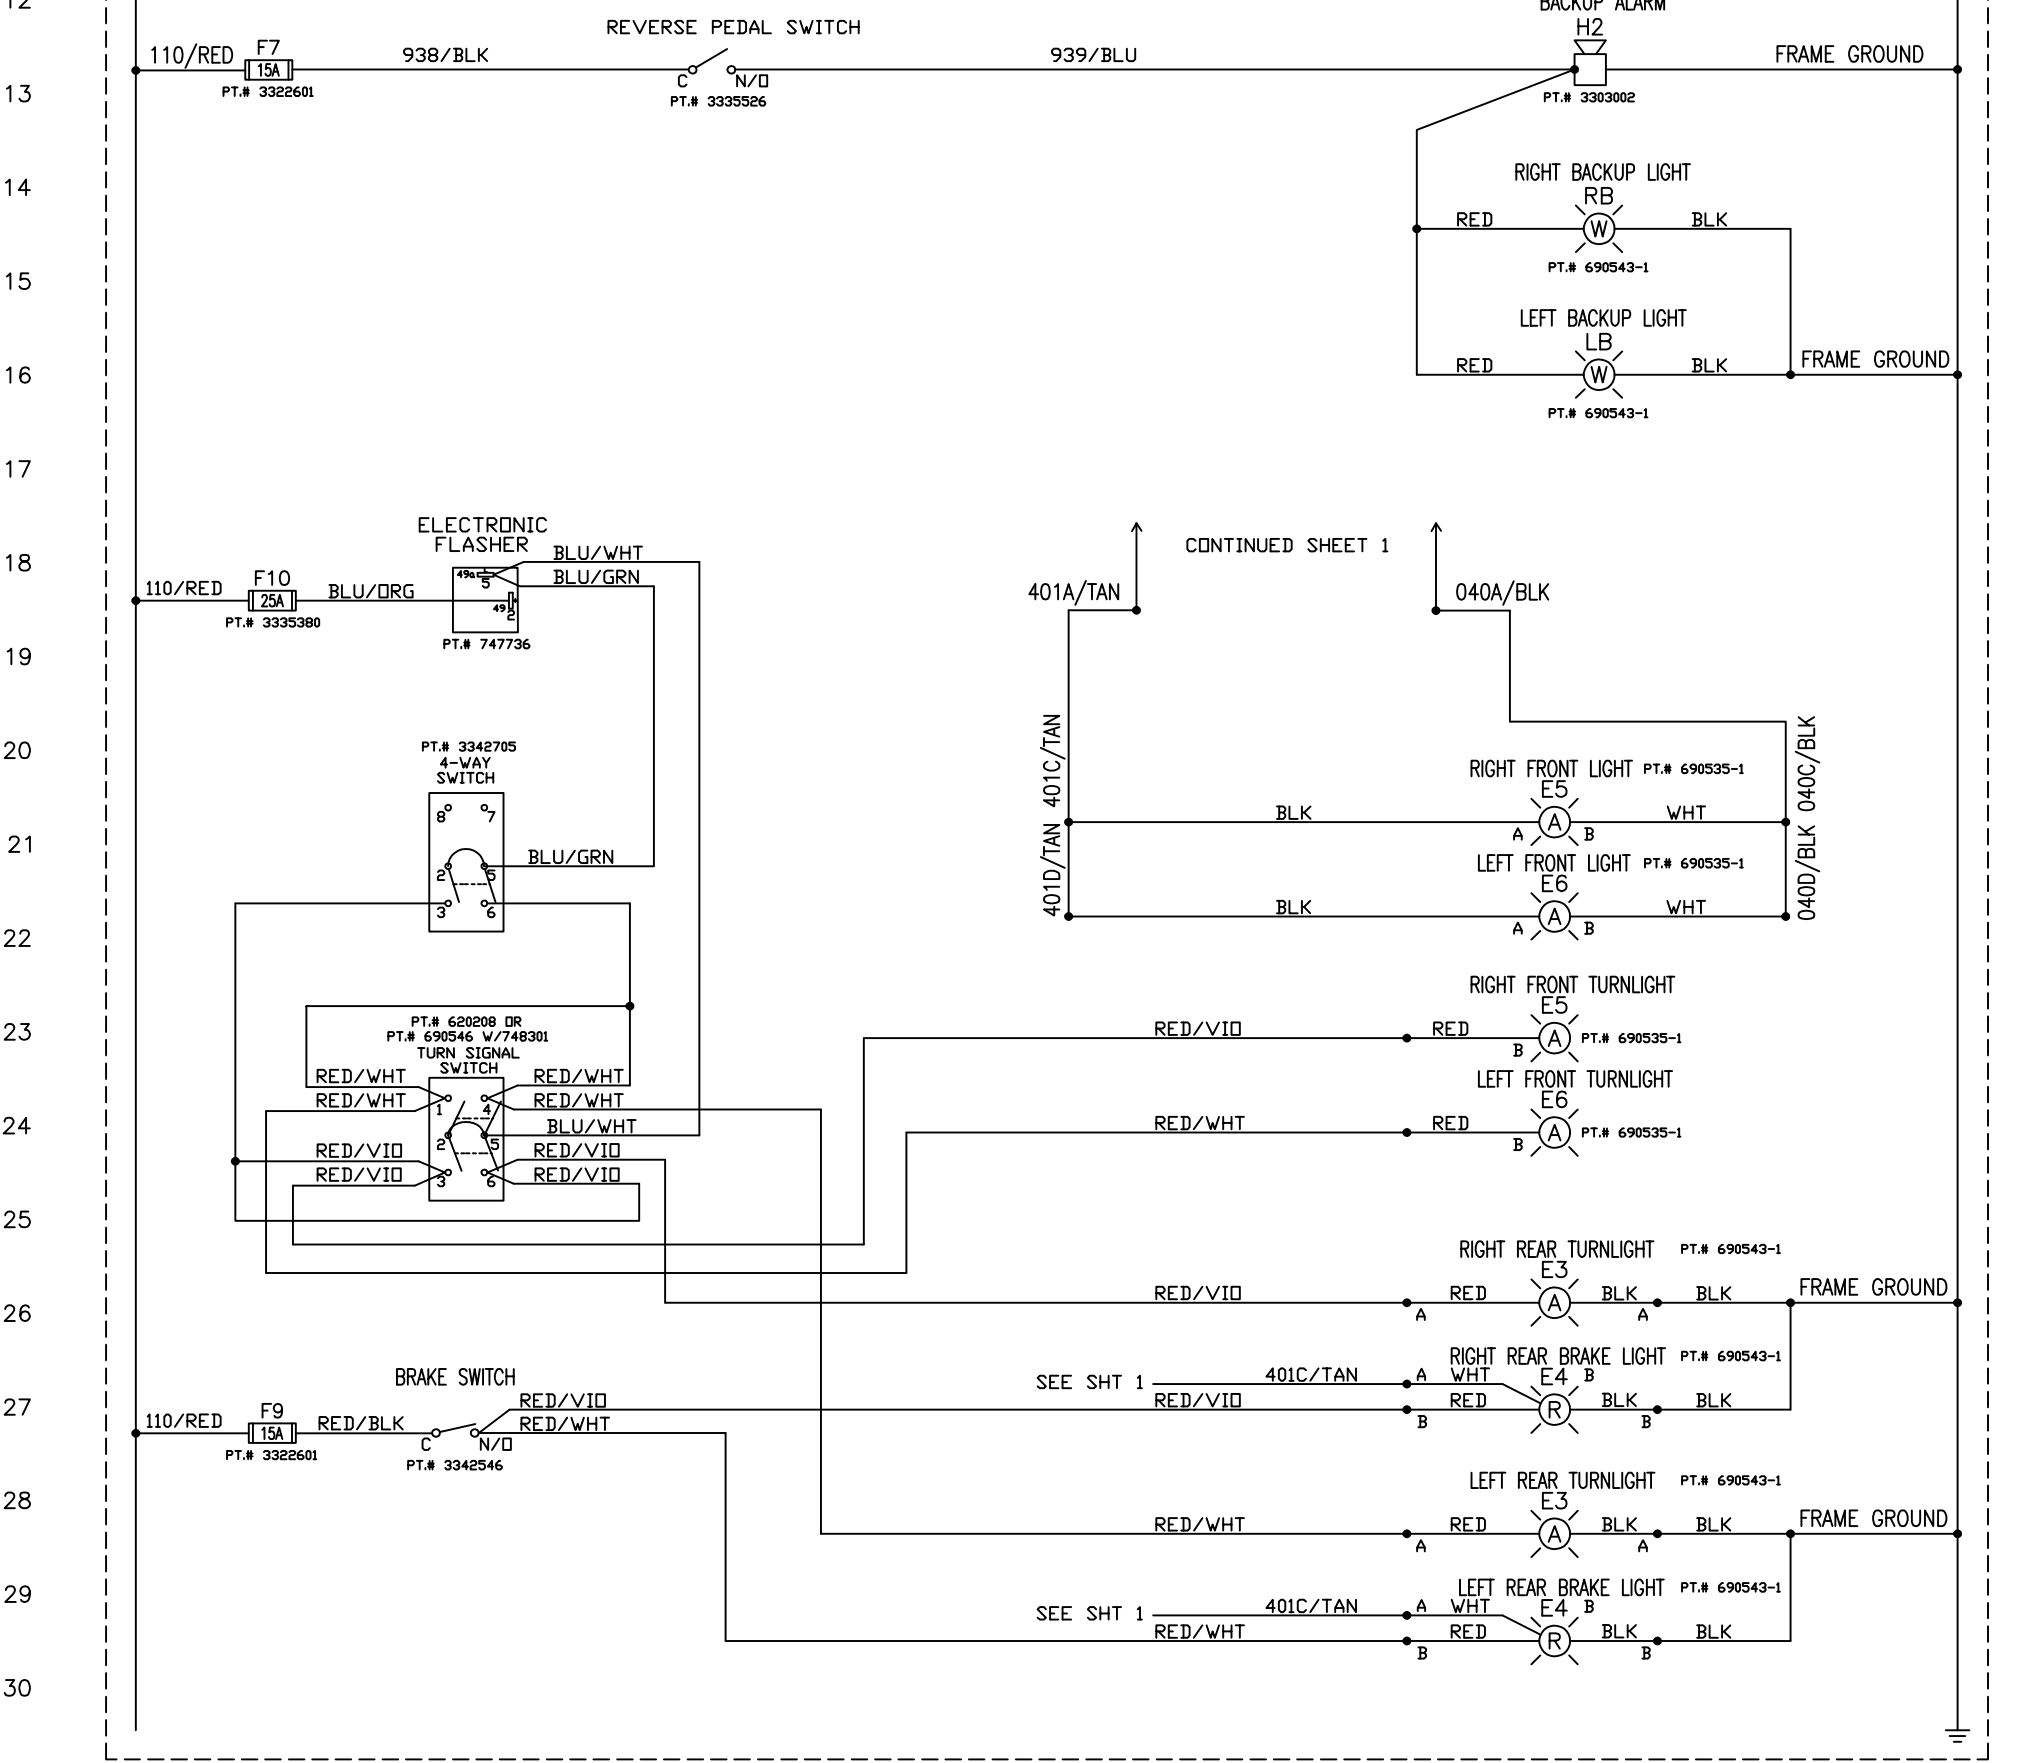 12
BACKUP ALARM
H2
REVERSE PEDAL SWITCH
110/RED
F7
15A
PT.# 3322601
938/BLK
C
N/O
PT.# 3335526
939/BLU
PT.# 3303002
FRAME GROUND
13
14
RIGHT BACKUP LIGHT
RB
RED
W
BLK
PT.# 690543-1
15
LEFT BACKUP LIGHT
LB
RED
W
BLK
FRAME GROUND
PT.# 690543-1
16
17
ELECTRONIC
FLASHER
18
BLU/WHT
BLU/GRN
49a
5
49
2
110/RED
F10
25A
PT.# 3335380
BLU/ORG
PT.# 747736
CONTINUED SHEET 1
401A/TAN
040A/BLK
19
20
PT.# 3342705
4-WAY
SWITCH
8
7
2
5
3
6
BLU/GRN
401C/TAN
040C/BLK
RIGHT FRONT LIGHT PT.# 690535-1
E5
BLK
A
A
B
WHT
21
401D/TAN
040D/BLK
LEFT FRONT LIGHT PT.# 690535-1
E6
BLK
A
A
B
WHT
22
23
PT.# 620208 OR
PT.# 690546 W/748301
TURN SIGNAL
SWITCH
RED/WHT
RED/WHT
RED/WHT
RED/WHT
1
4
2
5
3
6
BLU/WHT
RED/VIO
RED/VIO
RED/VIO
RED/VIO
RIGHT FRONT TURNLIGHT
E5
RED/VIO
RED
B
A
PT.# 690535-1
24
LEFT FRONT TURNLIGHT
E6
RED/WHT
RED
B
A
PT.# 690535-1
25
RIGHT REAR TURNLIGHT PT.# 690543-1
E3
RED/VIO
A
RED
A
BLK
A
BLK
FRAME GROUND
26
RIGHT REAR BRAKE LIGHT PT.# 690543-1
SEE SHT 1
401C/TAN
A
WHT
E4
B
RED/VIO
B
RED
R
BLK
B
BLK
27
BRAKE SWITCH
110/RED
F9
15A
PT.# 3322601
RED/BLK
C
N/O
RED/VIO
RED/WHT
PT.# 3342546
28
LEFT REAR TURNLIGHT PT.# 690543-1
E3
RED/WHT
A
RED
A
BLK
A
BLK
FRAME GROUND
29
LEFT REAR BRAKE LIGHT PT.# 690543-1
SEE SHT 1
401C/TAN
A
WHT
E4
B
RED/WHT
B
RED
R
BLK
B
BLK
30